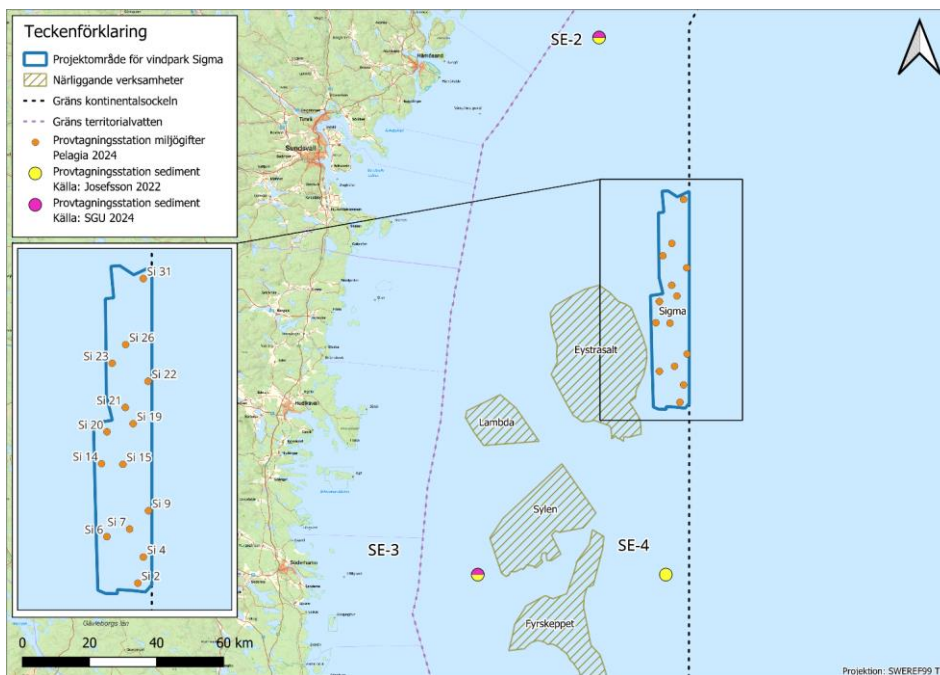 Teckenförklaring
Projektområde för vindpark Sigma
Närliggande verksamheter
Gräns kontinentalsockeln
Gräns territorialvatten
Provtagningsstation miljögifter
Pelagia 2024
Provtagningsstation sediment
Källa: Josefsson 2022
Provtagningsstation sediment
Källa: SGU 2024
SE-2
Härnösand
Timrå
Sundsvall
Si 31
Si 26
Si 23
Si 22
Si 21
Si 19
Si 20
Si 14
Si 15
Si 9
Si 7
Si 6
Si 4
Si 2
Sigma
Eystrasalt
Lambda
Hudiksvall
Sylen
SE-3
SE-4
Söderhamn
Fyrskeppet
Gävleborgs län
0 20 40 60 km
Projektion: SWEREF99 T